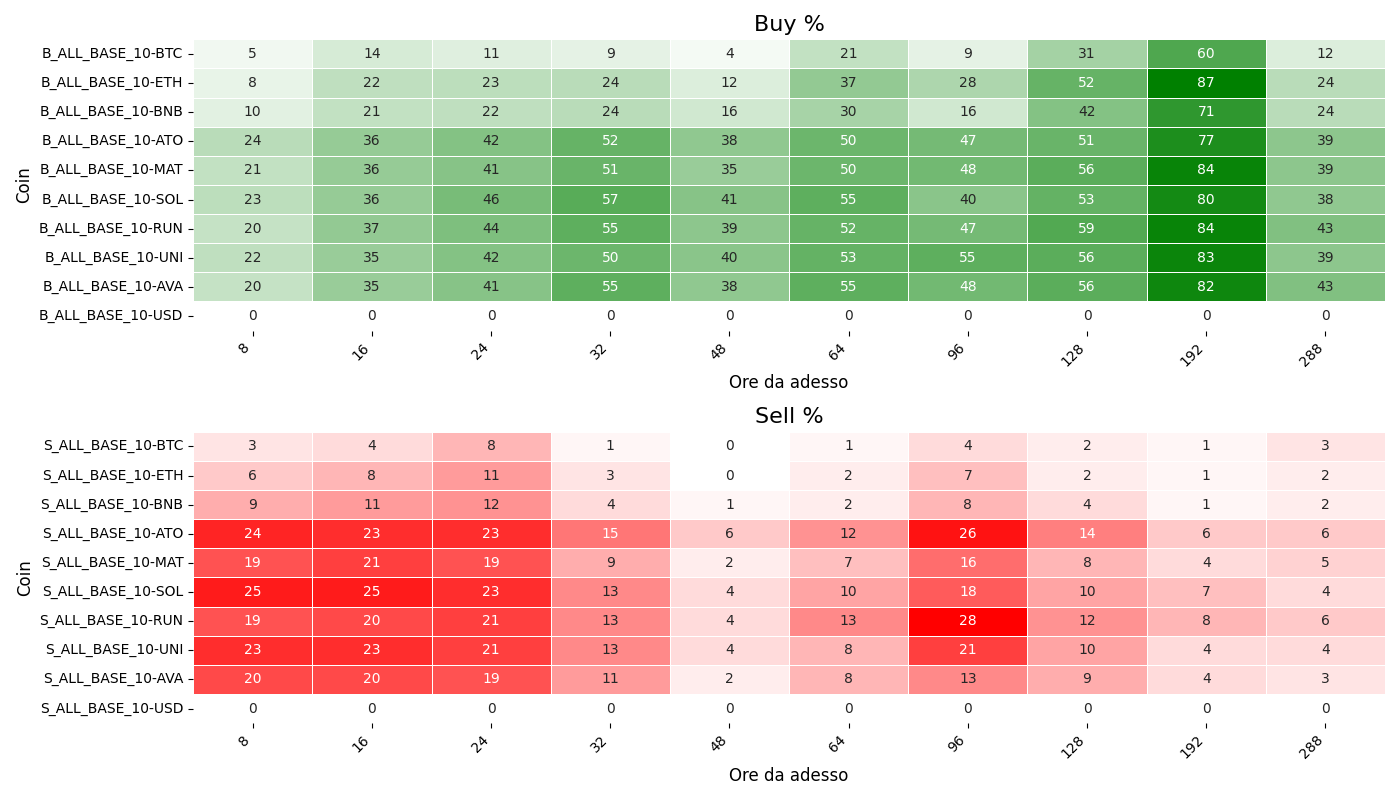 Buy %
Coin
B_ALL_BASE_10-BTC 5 14 11 9 4 21 9 31 60 12
B_ALL_BASE_10-ETH 8 22 23 24 12 37 28 52 87 24
B_ALL_BASE_10-BNB 10 21 22 24 16 30 16 42 71 24
B_ALL_BASE_10-ATO 24 36 42 52 38 50 47 51 77 39
B_ALL_BASE_10-MAT 21 36 41 51 35 50 48 56 84 39
B_ALL_BASE_10-SOL 23 36 46 57 41 55 40 53 80 38
B_ALL_BASE_10-RUN 20 37 44 55 39 52 47 59 84 43
B_ALL_BASE_10-UNI 22 35 42 50 40 53 55 56 83 39
B_ALL_BASE_10-AVA 20 35 41 55 38 55 48 56 82 43
B_ALL_BASE_10-USD 0 0 0 0 0 0 0 0 0 0
8 16 24 32 48 64 96 128 192 288
Ore da adesso
Sell %
Coin
S_ALL_BASE_10-BTC 3 4 8 1 0 1 4 2 1 3
S_ALL_BASE_10-ETH 6 8 11 3 0 2 7 2 1 2
S_ALL_BASE_10-BNB 9 11 12 4 1 2 8 4 1 2
S_ALL_BASE_10-ATO 24 23 23 15 6 12 26 14 6 6
S_ALL_BASE_10-MAT 19 21 19 9 2 7 16 8 4 5
S_ALL_BASE_10-SOL 25 25 23 13 4 10 18 10 7 4
S_ALL_BASE_10-RUN 19 20 21 13 4 13 28 12 8 6
S_ALL_BASE_10-UNI 23 23 21 13 4 8 21 10 4 4
S_ALL_BASE_10-AVA 20 20 19 11 2 8 13 9 4 3
S_ALL_BASE_10-USD 0 0 0 0 0 0 0 0 0 0
8 16 24 32 48 64 96 128 192 288
Ore da adesso